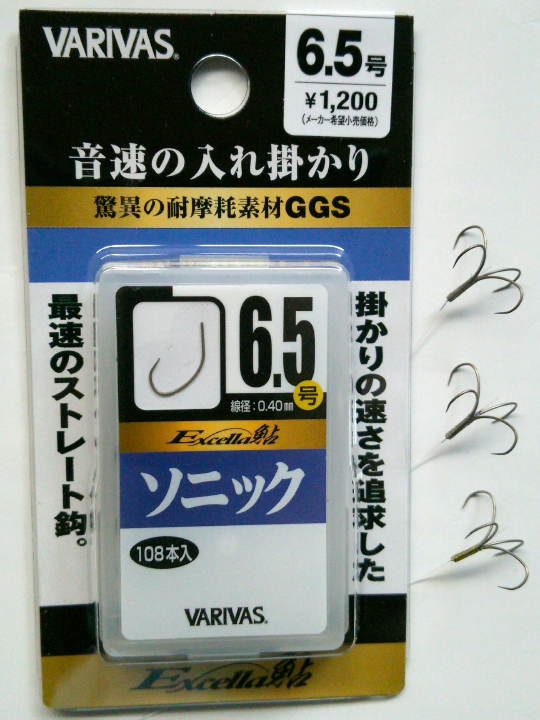 VARIVAS®
6.5号
¥1,200
(メーカー希望小売価格)
音速の入れ掛かり
驚異の耐摩耗素材GGS
掛かりの速さを追求した
最速のストレート鈎。
6.5号
線径:0.40mm
Excella鮎
ソニック
108本入
VARIVAS®
Excella鮎